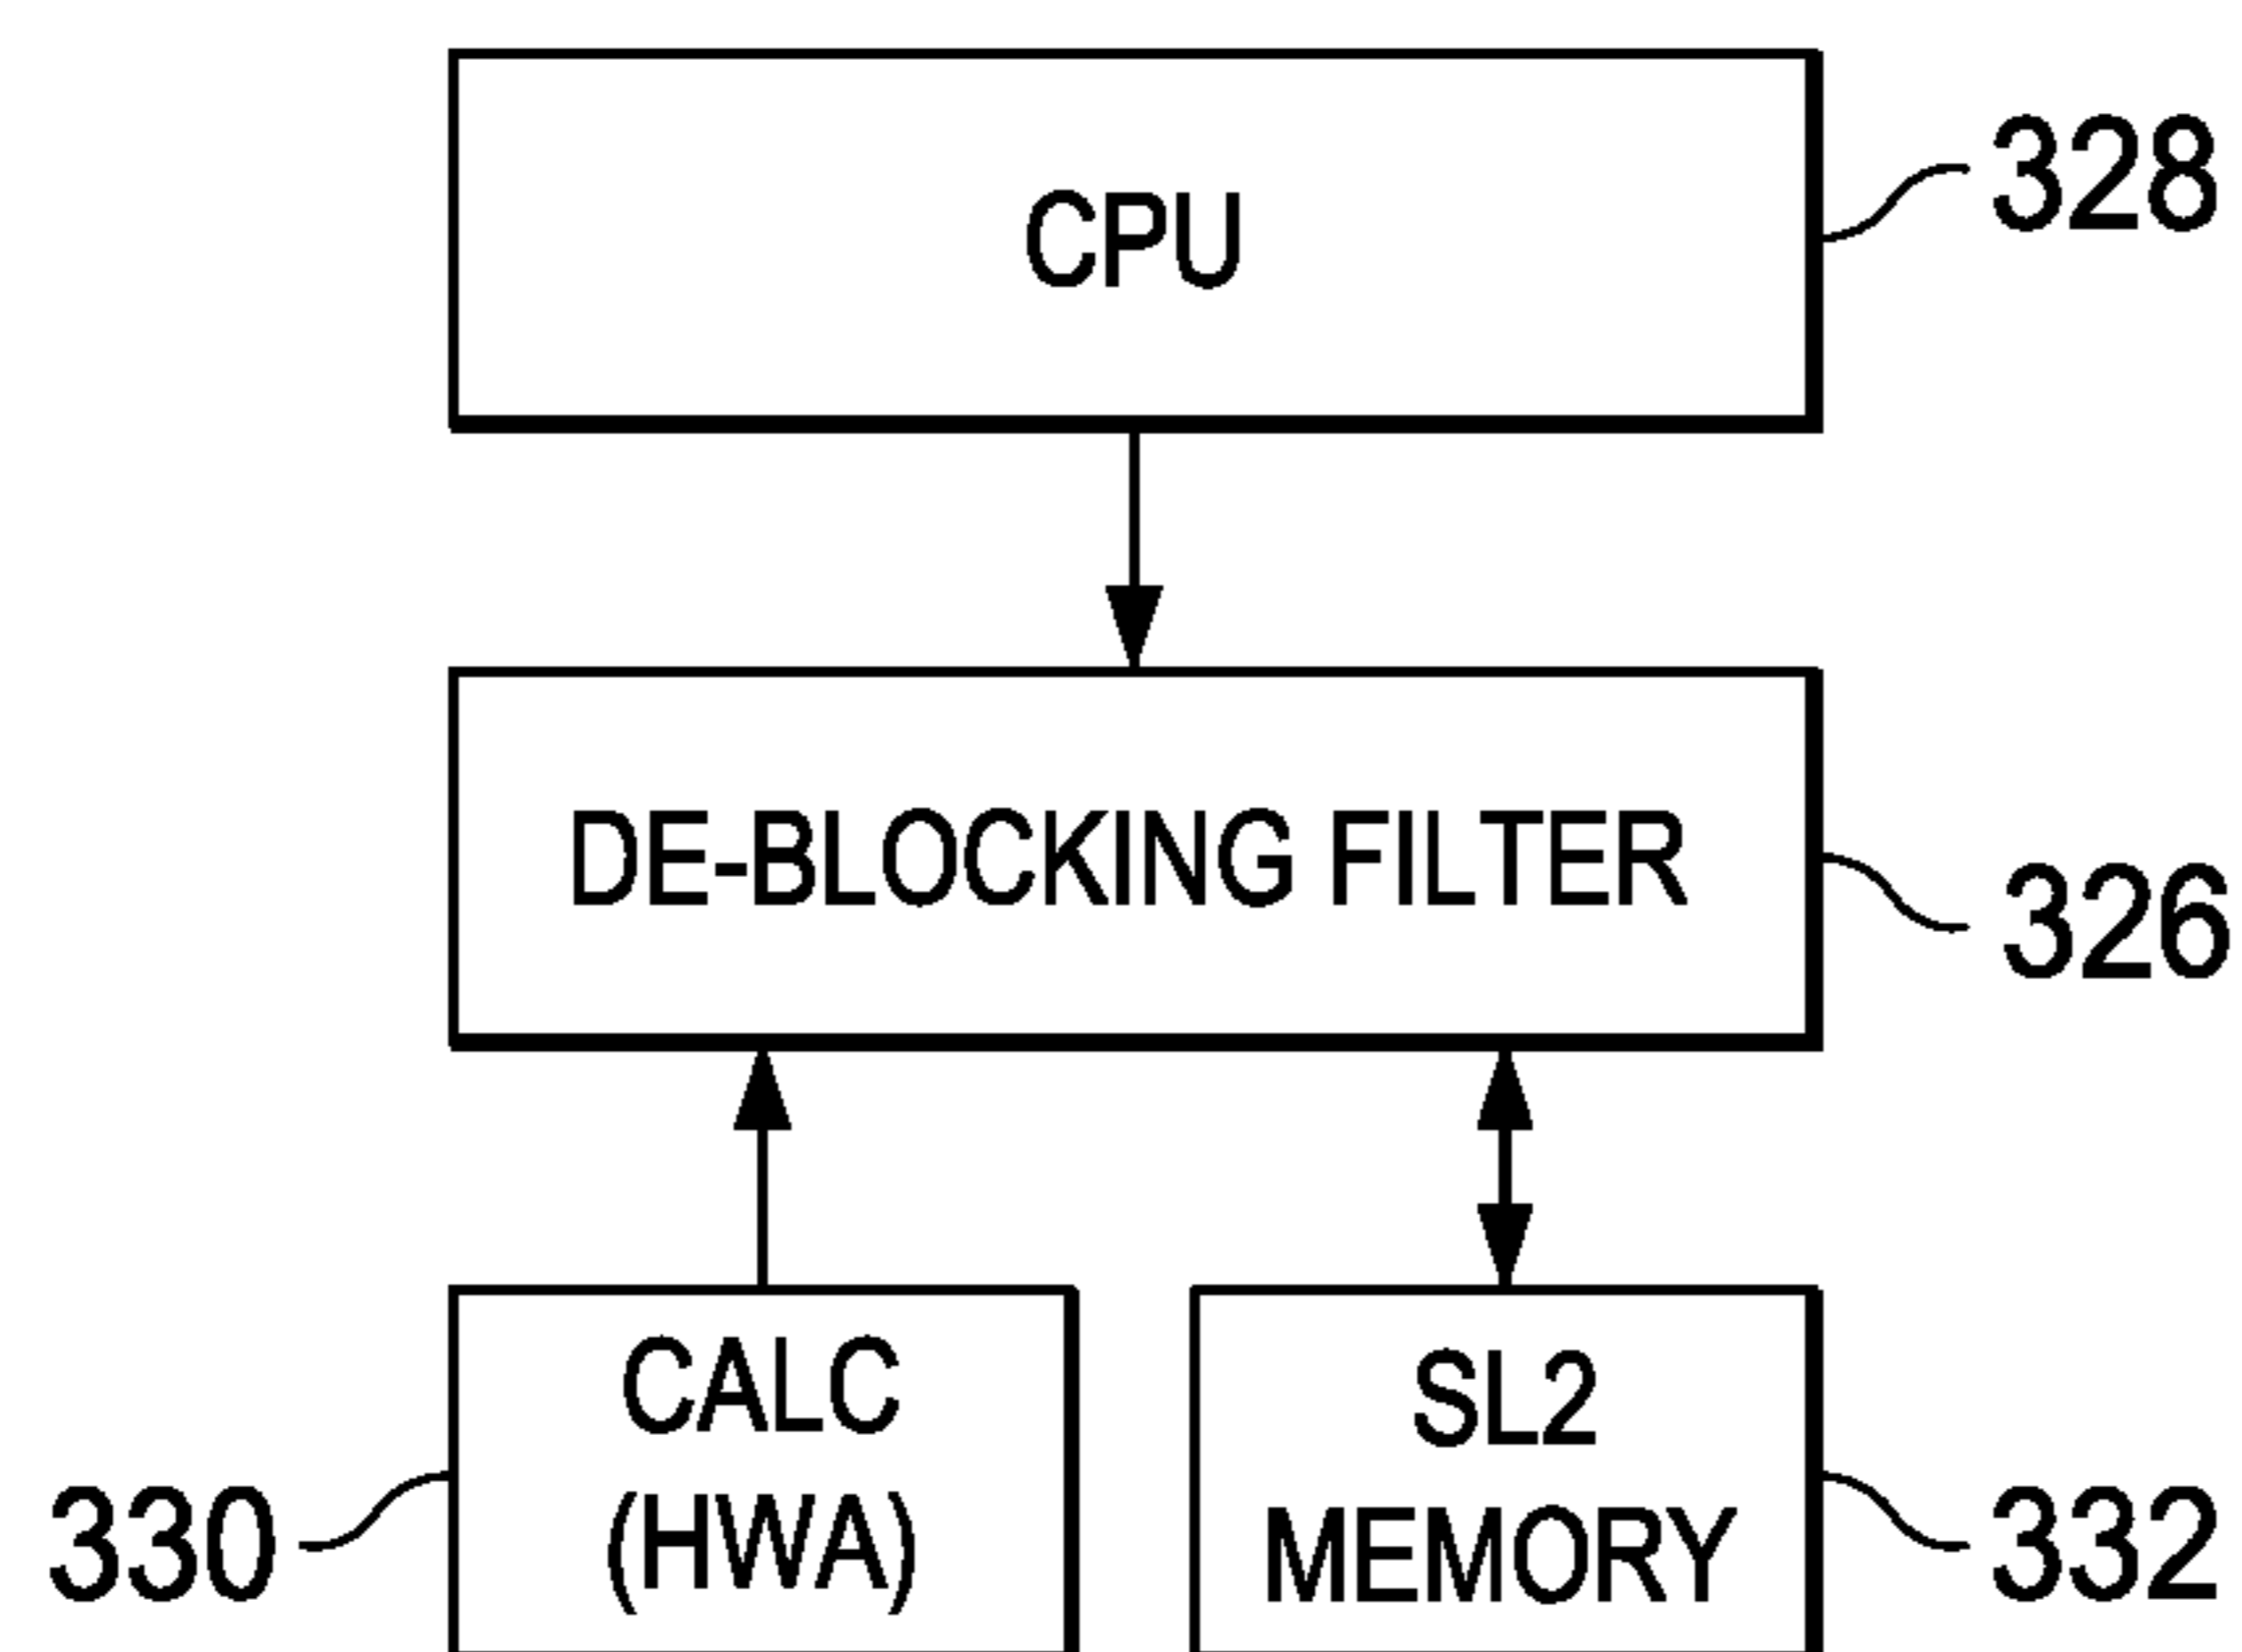 CPU
328
DE-BLOCKING FILTER
326
CALC
(HWA)
330
SL2
MEMORY
332